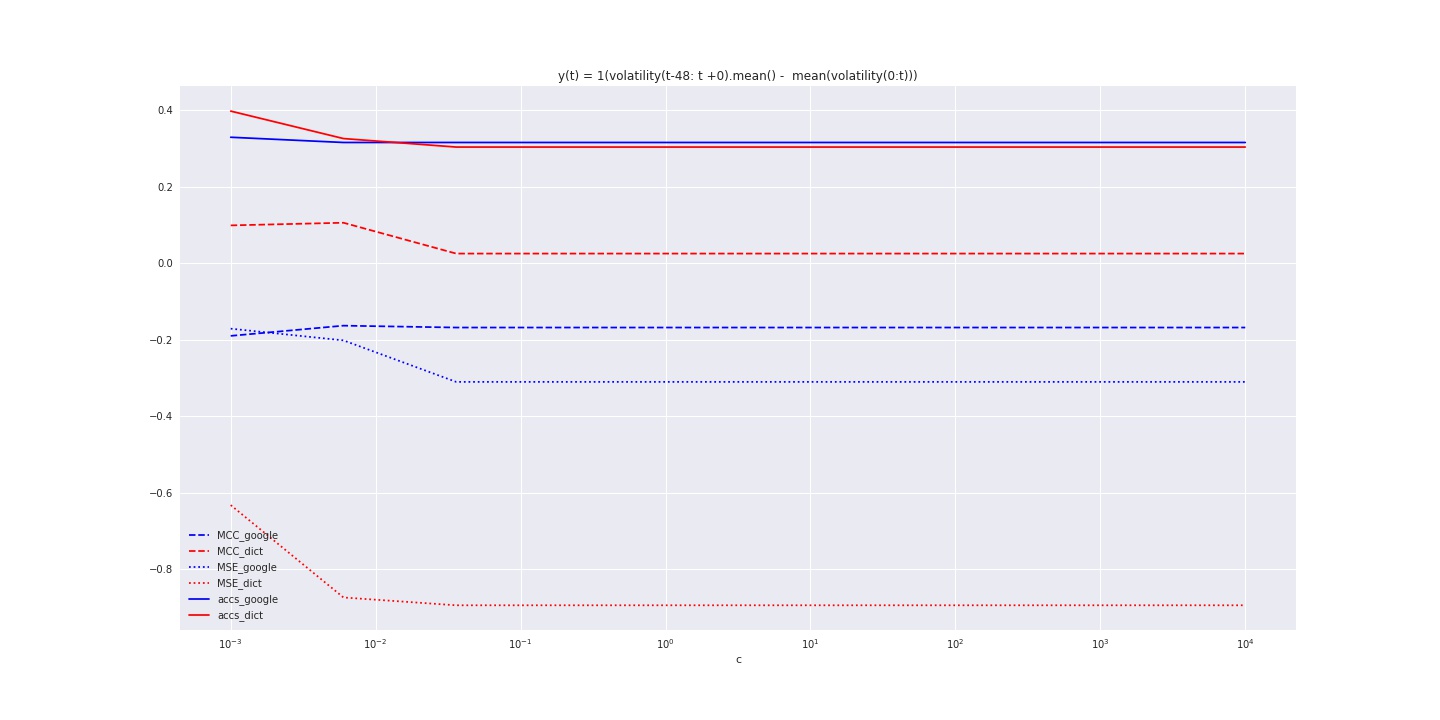 y(t) = 1(volatility(t-48: t +0).mean() -  mean(volatility(0:t)))
0.4
0.2
0.0
−0.2
−0.4
−0.6
−0.8
MCC_google
MCC_dict
MSE_google
MSE_dict
accs_google
accs_dict
10⁻³ 10⁻² 10⁻¹ 10⁰ 10¹ 10² 10³ 10⁴
c